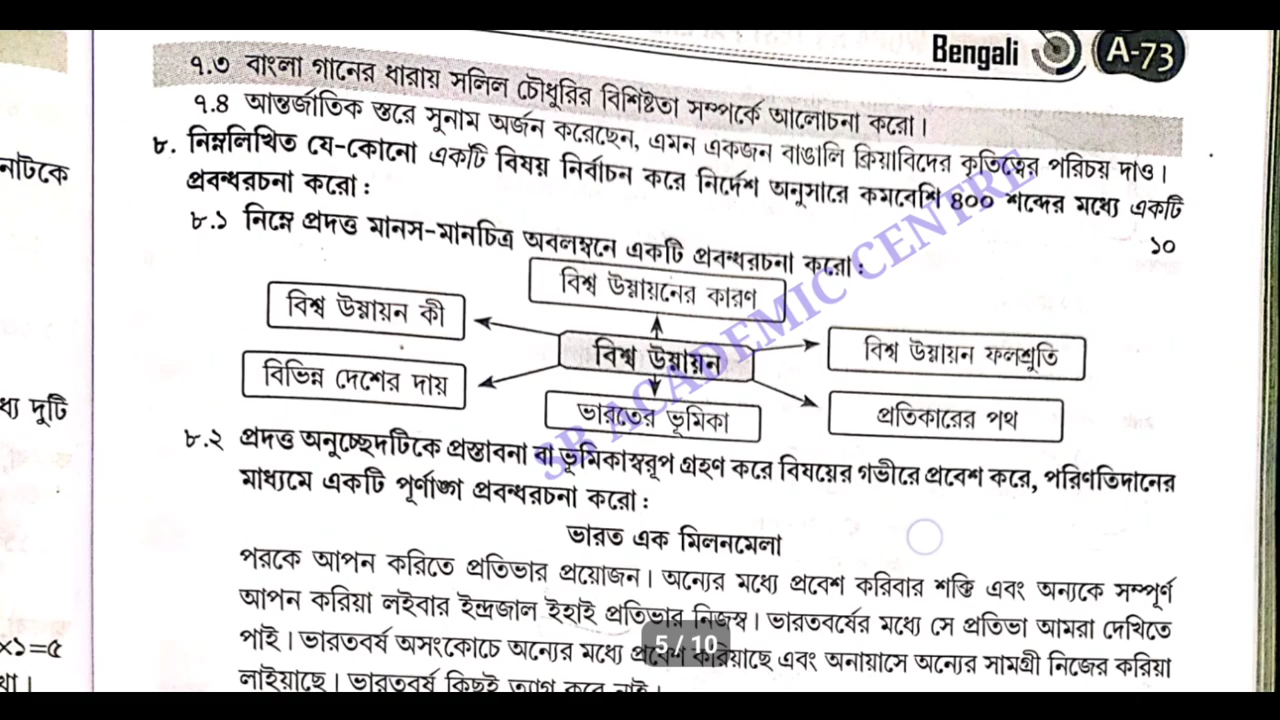 Bengali
A-73
৭.৩ বাংলা গানের ধারায় সলিল চৌধুরির বিশিষ্টতা সম্পর্কে আলোচনা করো।
৭.৪ আন্তর্জাতিক স্তরে সুনাম অর্জন করেছেন, এমন একজন বাঙালি ক্রিয়াবিদের কৃতিত্বের পরিচয় দাও।
৮. নিম্নলিখিত যে-কোনো একটি বিষয় নির্বাচন করে নির্দেশ অনুসারে কমবেশি ৪০০ শব্দের মধ্যে একটি
প্রবন্ধরচনা করো:
১০
৮.১ নিম্নে প্রদত্ত মানস-মানচিত্র অবলম্বনে একটি প্রবন্ধরচনা করো:
বিশ্ব উষ্ণায়নের কারণ
বিশ্ব উষ্ণায়ন কী
বিশ্ব উষ্ণায়ন
বিশ্ব উষ্ণায়ন ফলশ্রুতি
বিভিন্ন দেশের দায়
ভারতের ভূমিকা
প্রতিকারের পথ
৮.২ প্রদত্ত অনুচ্ছেদটিকে প্রস্তাবনা বা ভূমিকাস্বরূপ গ্রহণ করে বিষয়ের গভীরে প্রবেশ করে, পরিণতিদানের
মাধ্যমে একটি পূর্ণাঙ্গ প্রবন্ধরচনা করো:
ভারত এক মিলনমেলা
পরকে আপন করিতে প্রতিভার প্রয়োজন। অন্যের মধ্যে প্রবেশ করিবার শক্তি এবং অন্যকে সম্পূর্ণ
আপন করিয়া লইবার ইন্দ্রজাল ইহাই প্রতিভার নিজস্ব। ভারতবর্ষের মধ্যে সে প্রতিভা আমরা দেখিতে
পাই। ভারতবর্ষ অসংকোচে অন্যের মধ্যে প্রবেশ করিয়াছে এবং অনায়াসে অন্যের সামগ্রী নিজের করিয়া
লাইয়াছে। ভারতবর্ষ কিছুই ত্যাগ করে নাই।
নাটকে
দুটি
×১=৫
SB ACADEMIC CENTRE
5 / 10